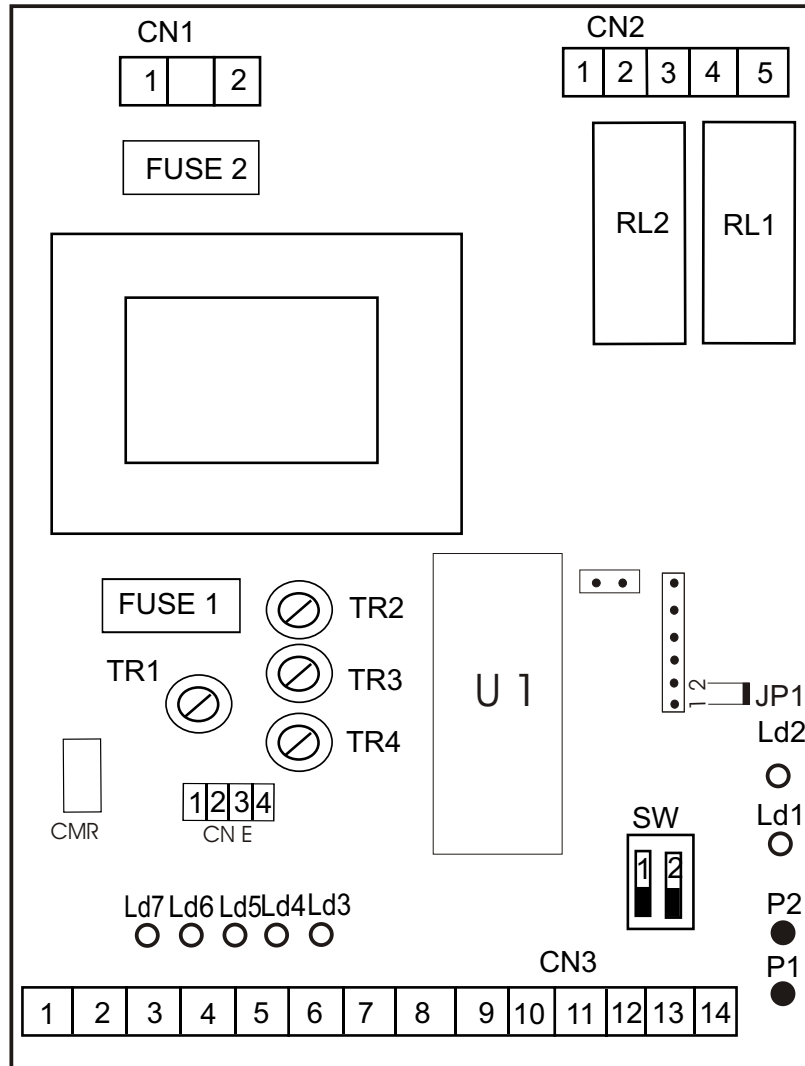 CN1
CN2
1 2
1 2 3 4 5
FUSE 2
RL2
RL1
FUSE 1
TR2
TR1
TR3
U 1
1 2
JP1
TR4
Ld2
1 2 3 4
CMR
CN E
SW
Ld1
1 2
Ld7 Ld6 Ld5 Ld4 Ld3
P2
CN3
P1
1 2 3 4 5 6 7 8 9 10 11 12 13 14